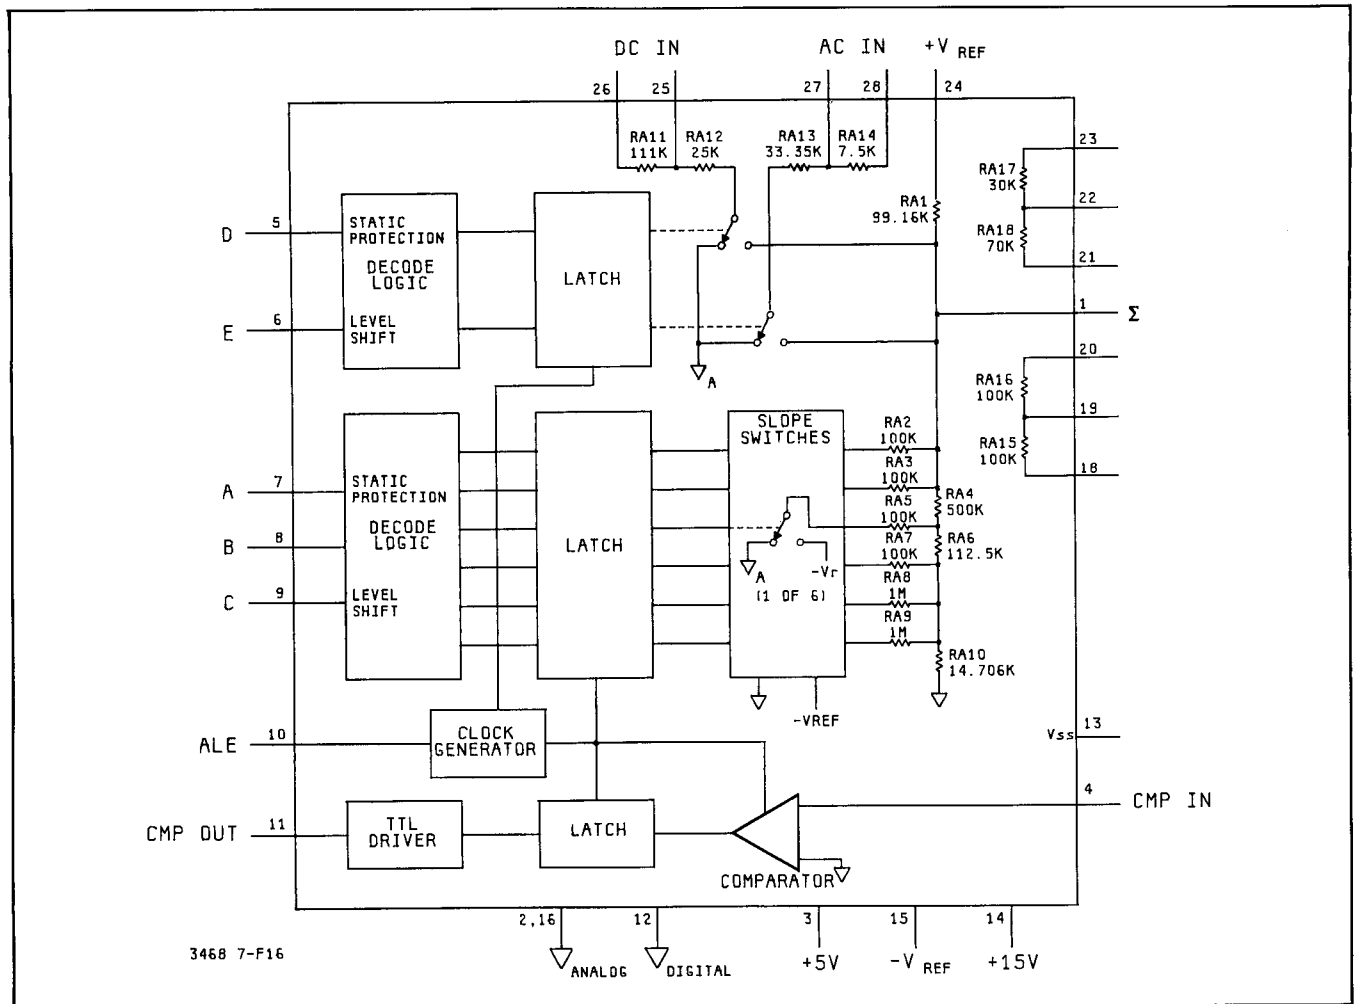 DC IN
AC IN
+V REF
26
25
27
28
24
RA11
111K
RA12
25K
RA13
33.35K
RA14
7.5K
23
RA17
30K
22
RA1
99.16K
RA18
70K
21
D
5
STATIC
PROTECTION
DECODE
LOGIC
LATCH
1
Σ
E
6
LEVEL
SHIFT
A
20
RA16
100K
19
RA15
100K
18
SLOPE
SWITCHES
RA2
100K
RA3
100K
RA4
500K
RA5
100K
RA6
112.5K
RA7
100K
RA8
1M
RA9
1M
RA10
14.706K
A
7
STATIC
PROTECTION
DECODE
LOGIC
B
8
LATCH
A
-Vr
(1 OF 6)
C
9
LEVEL
SHIFT
-VREF
ALE
10
CLOCK
GENERATOR
Vss
13
4
CMP IN
CMP OUT
11
TTL
DRIVER
LATCH
COMPARATOR
2,16
ANALOG
12
DIGITAL
3
+5V
15
-V REF
14
+15V
3468 7-F16